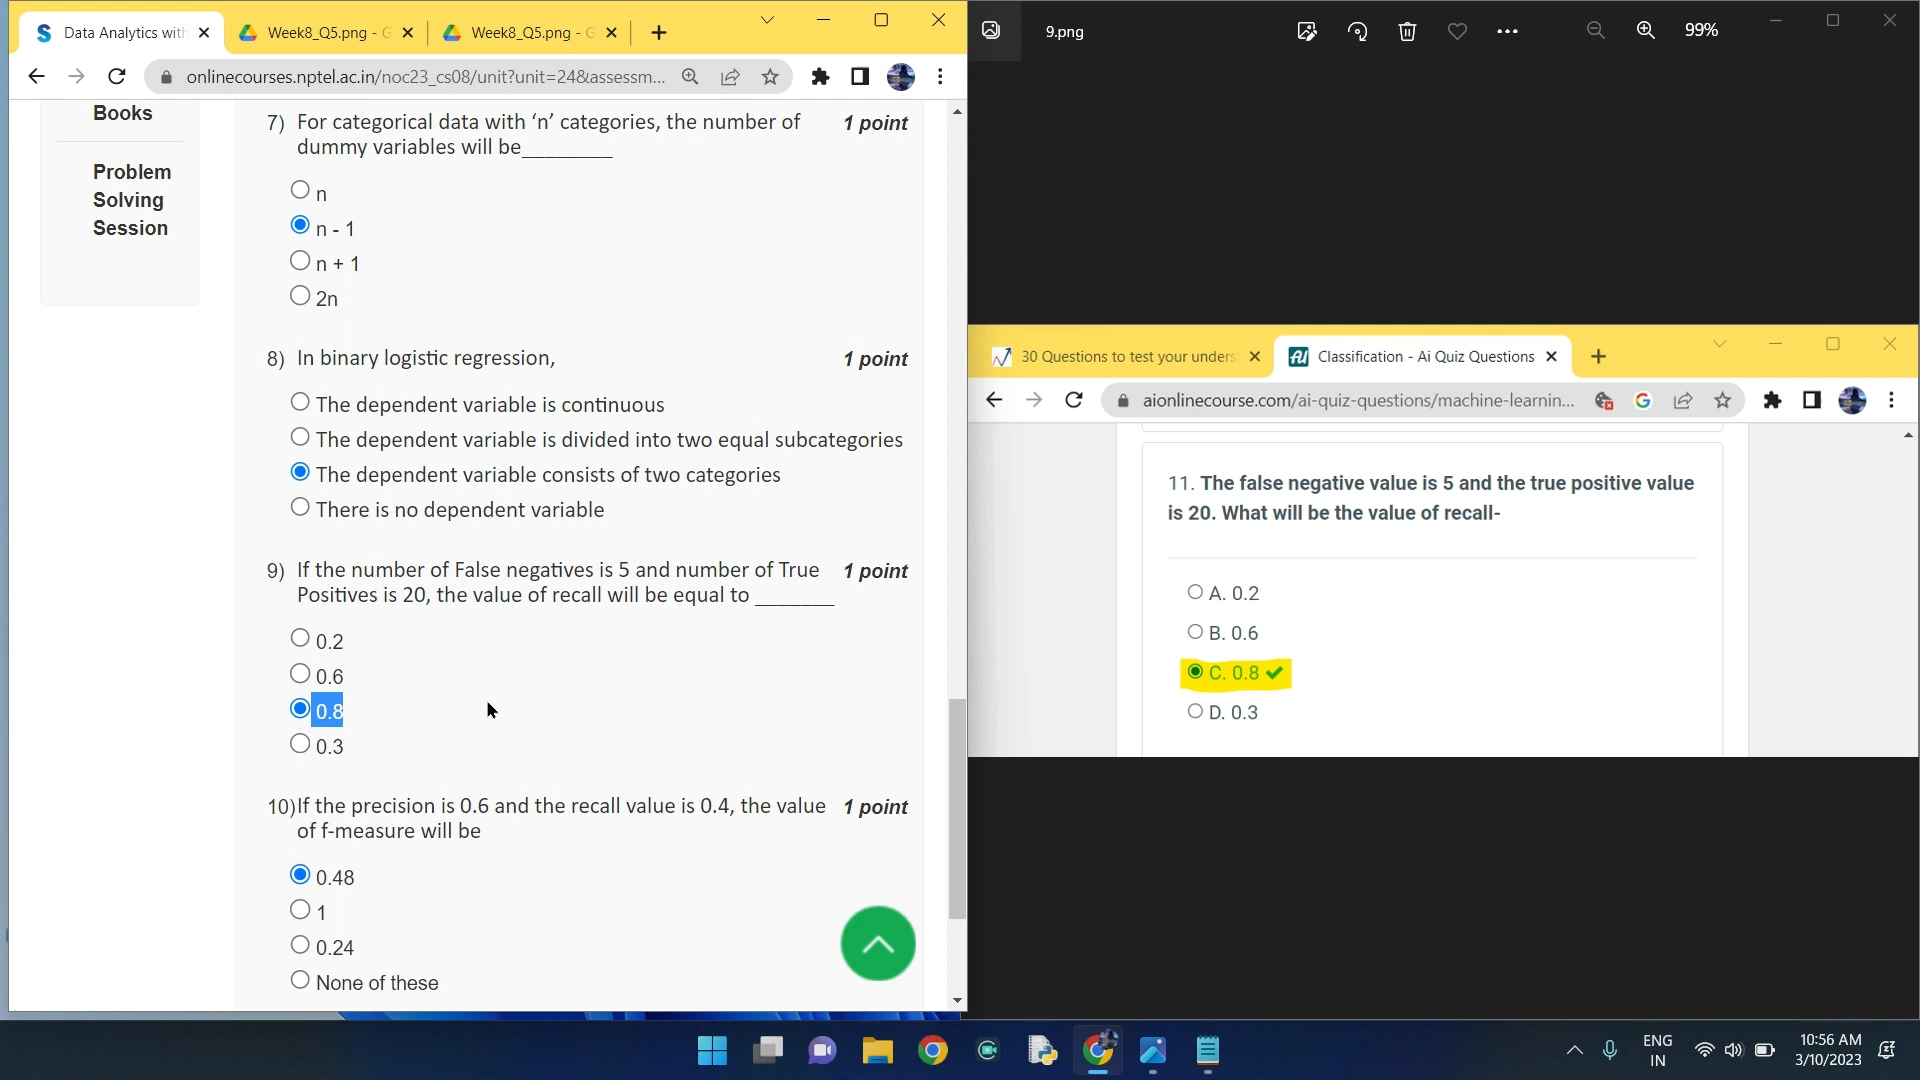 Data Analytics with
Week8_Q5.png - G
Week8_Q5.png - G
onlinecourses.nptel.ac.in/noc23_cs08/unit?unit=24&assessm...
Books
Problem
Solving
Session
7) For categorical data with ‘n’ categories, the number of
dummy variables will be________
1 point
n
n - 1
n + 1
2n
8) In binary logistic regression,
1 point
The dependent variable is continuous
The dependent variable is divided into two equal subcategories
The dependent variable consists of two categories
There is no dependent variable
9) If the number of False negatives is 5 and number of True
Positives is 20, the value of recall will be equal to _______
1 point
0.2
0.6
0.8
0.3
10) If the precision is 0.6 and the recall value is 0.4, the value
of f-measure will be
1 point
0.48
1
0.24
None of these
9.png
99%
30 Questions to test your unders
Classification - Ai Quiz Questions
aionlinecourse.com/ai-quiz-questions/machine-learnin...
11. The false negative value is 5 and the true positive value
is 20. What will be the value of recall-
A. 0.2
B. 0.6
C. 0.8
D. 0.3
ENG
IN
10:56 AM
3/10/2023